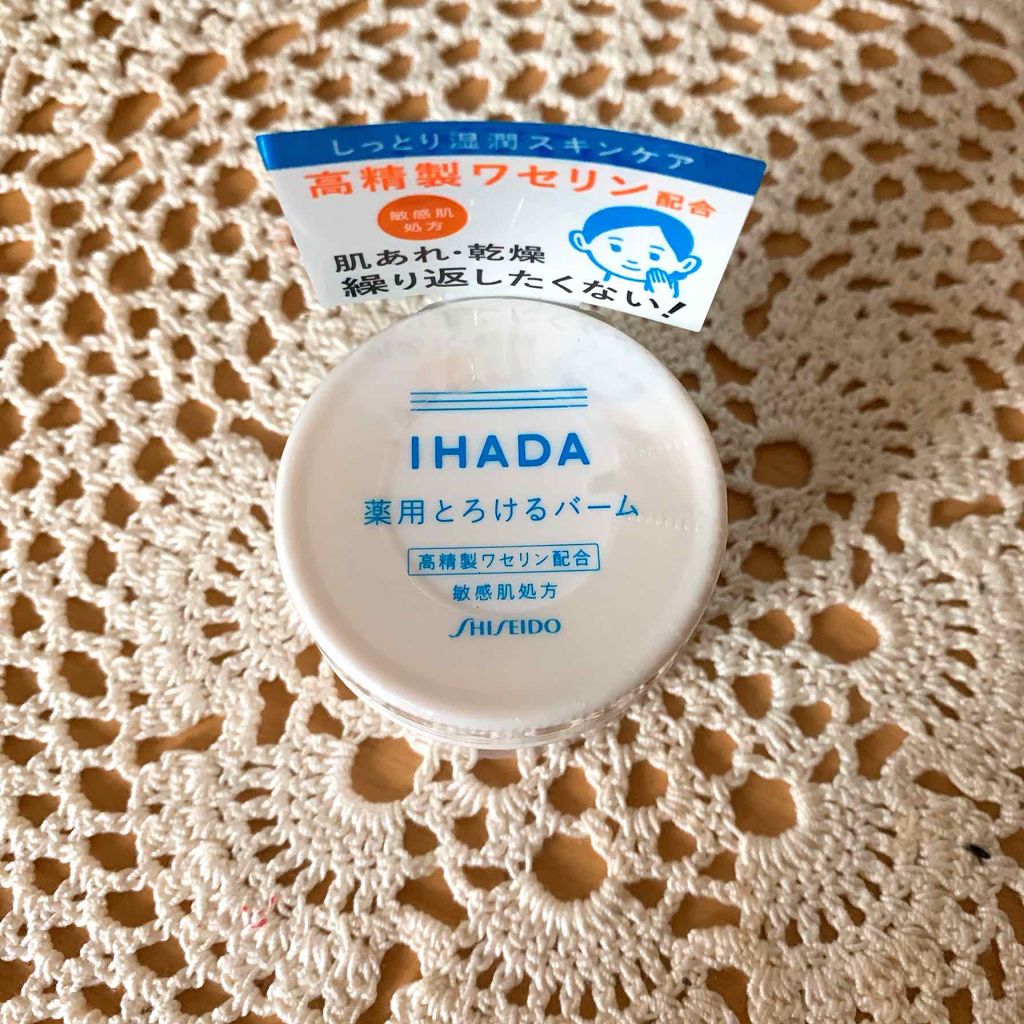 しっとり湿潤スキンケア
高精製ワセリン配合
敏感肌
処方
肌あれ・乾燥
繰り返したくない!
IHADA
薬用とろけるバーム
高精製ワセリン配合
敏感肌処方
SHISEIDO